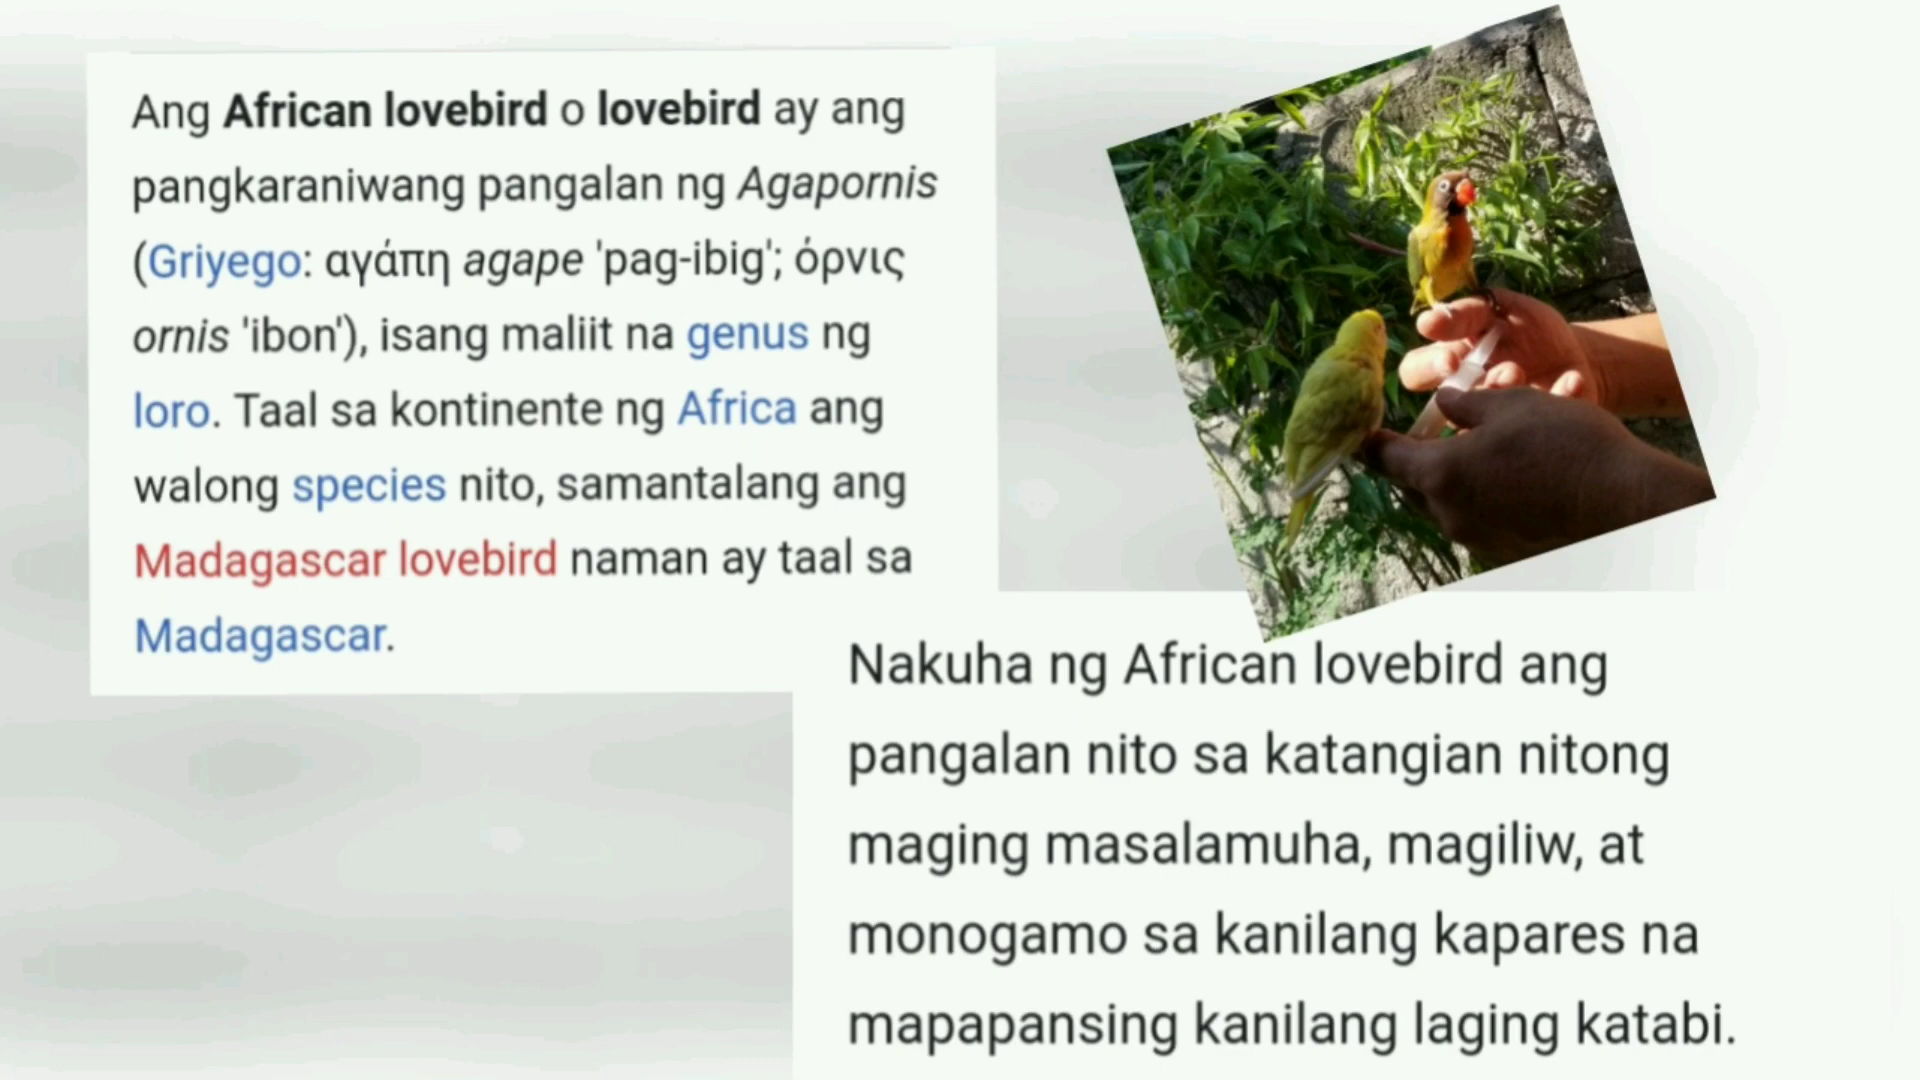 Ang African lovebird o lovebird ay ang
pangkaraniwang pangalan ng Agapornis
(Griyego: αγάπη agape 'pag-ibig'; όρνις
ornis 'ibon'), isang maliit na genus ng
loro. Taal sa kontinente ng Africa ang
walong species nito, samantalang ang
Madagascar lovebird naman ay taal sa
Madagascar.
Nakuha ng African lovebird ang
pangalan nito sa katangian nitong
maging masalamuha, magiliw, at
monogamo sa kanilang kapares na
mapapansing kanilang laging katabi.